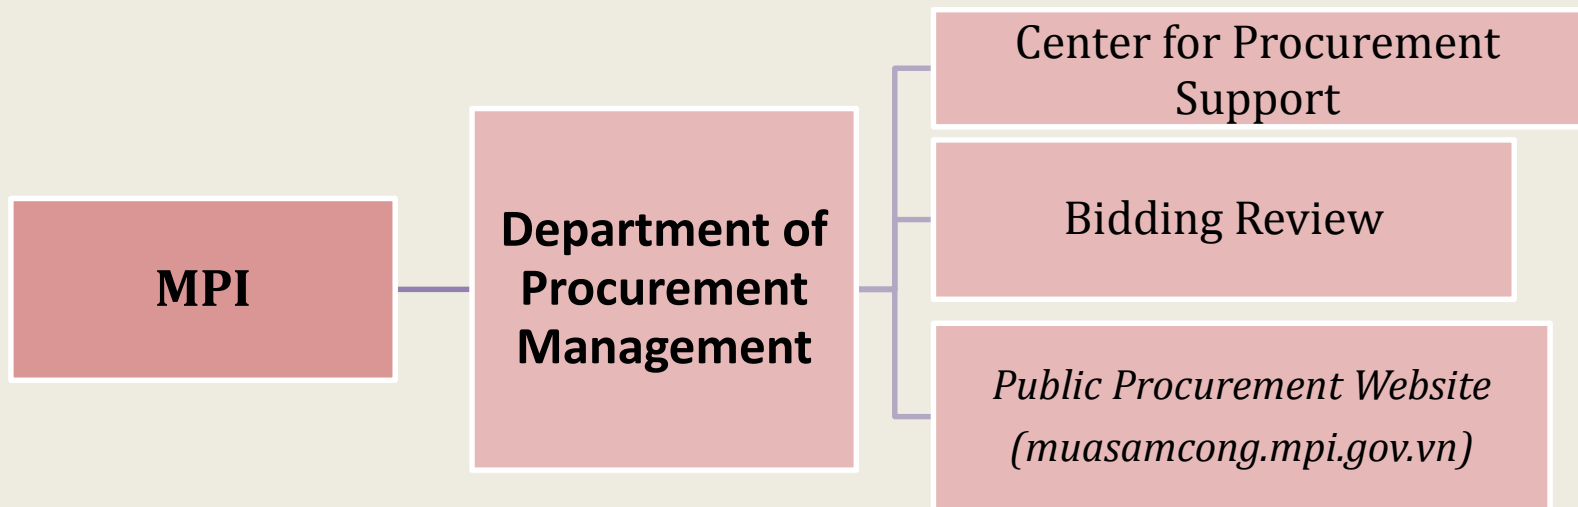 MPI
Department of
Procurement
Management
Center for Procurement
Support
Bidding Review
Public Procurement Website
(muasamcong.mpi.gov.vn)